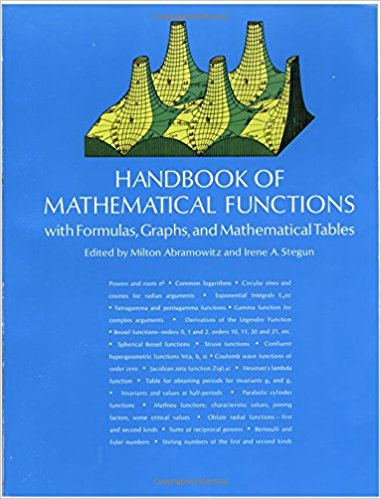 HANDBOOK OF
MATHEMATICAL FUNCTIONS
with Formulas, Graphs, and Mathematical Tables
Edited by Milton Abramowitz and Irene A. Stegun
Powers and roots nᵏ • Common logarithms • Circular sines and
cosines for radian arguments • Exponential Integrals Eₙ(x)
• Tetragamma and pentagamma functions • Gamma function for
complex arguments • Derivatives of the Legendre Function
• Bessel functions—orders 0, 1 and 2, orders 10, 11, 20 and 21, etc.
• Spherical Bessel functions • Struve functions • Confluent
hypergeometric functions M(a, b, x) • Coulomb wave functions of
order zero • Jacobian zeta function • Heuman's lambda
function • Table for obtaining periods for invariants g₂ and g₃
• Invariants and values at half-periods • Parabolic cylinder
functions • Mathieu functions: characteristic values, joining
factors, some critical values • Oblate radial functions—first
and second kinds • Sums of reciprocal powers • Bernoulli and
Euler numbers • Stirling numbers of the first and second kinds
Copyrighted Material